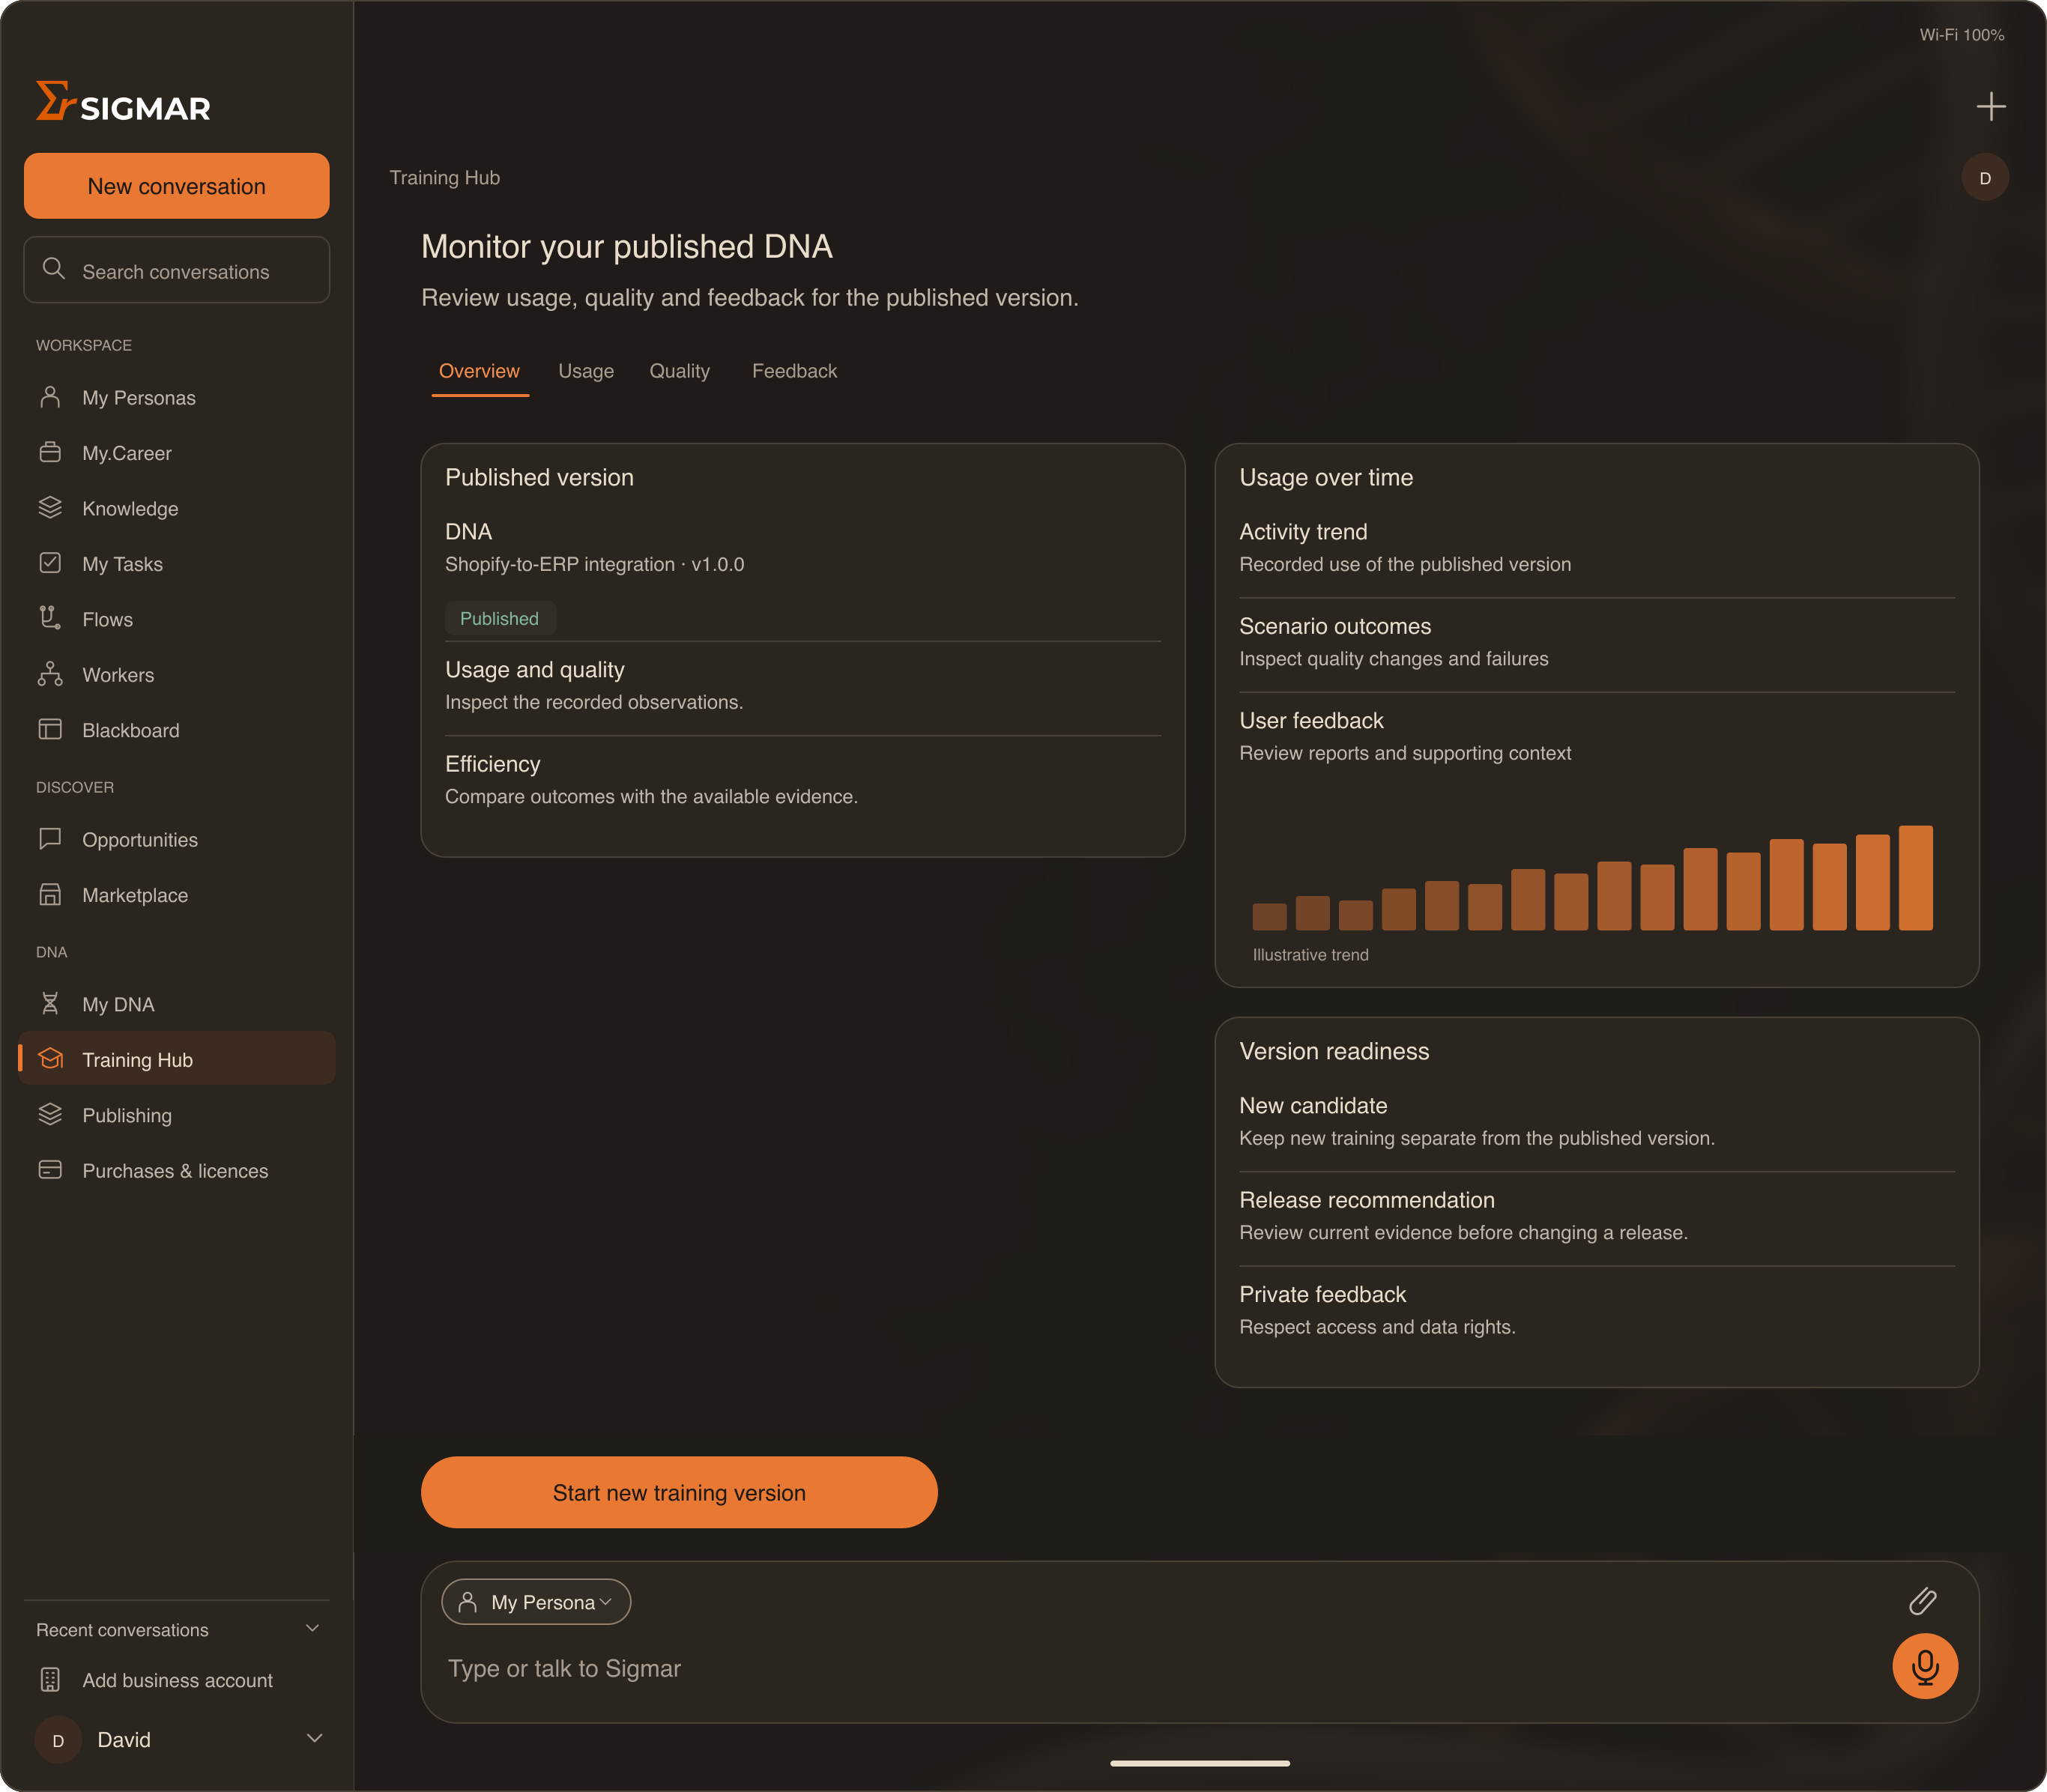 Wi-Fi 100%
Σr SIGMAR
New conversation
Search conversations
WORKSPACE
My Personas
My.Career
Knowledge
My Tasks
Flows
Workers
Blackboard
DISCOVER
Opportunities
Marketplace
DNA
My DNA
Training Hub
Publishing
Purchases & licences
Recent conversations
Add business account
D
David
Training Hub
D
Monitor your published DNA
Review usage, quality and feedback for the published version.
Overview
Usage
Quality
Feedback
Published version
DNA
Shopify-to-ERP integration · v1.0.0
Published
Usage and quality
Inspect the recorded observations.
Efficiency
Compare outcomes with the available evidence.
Usage over time
Activity trend
Recorded use of the published version
Scenario outcomes
Inspect quality changes and failures
User feedback
Review reports and supporting context
Illustrative trend
Version readiness
New candidate
Keep new training separate from the published version.
Release recommendation
Review current evidence before changing a release.
Private feedback
Respect access and data rights.
Start new training version
My Persona
Type or talk to Sigmar